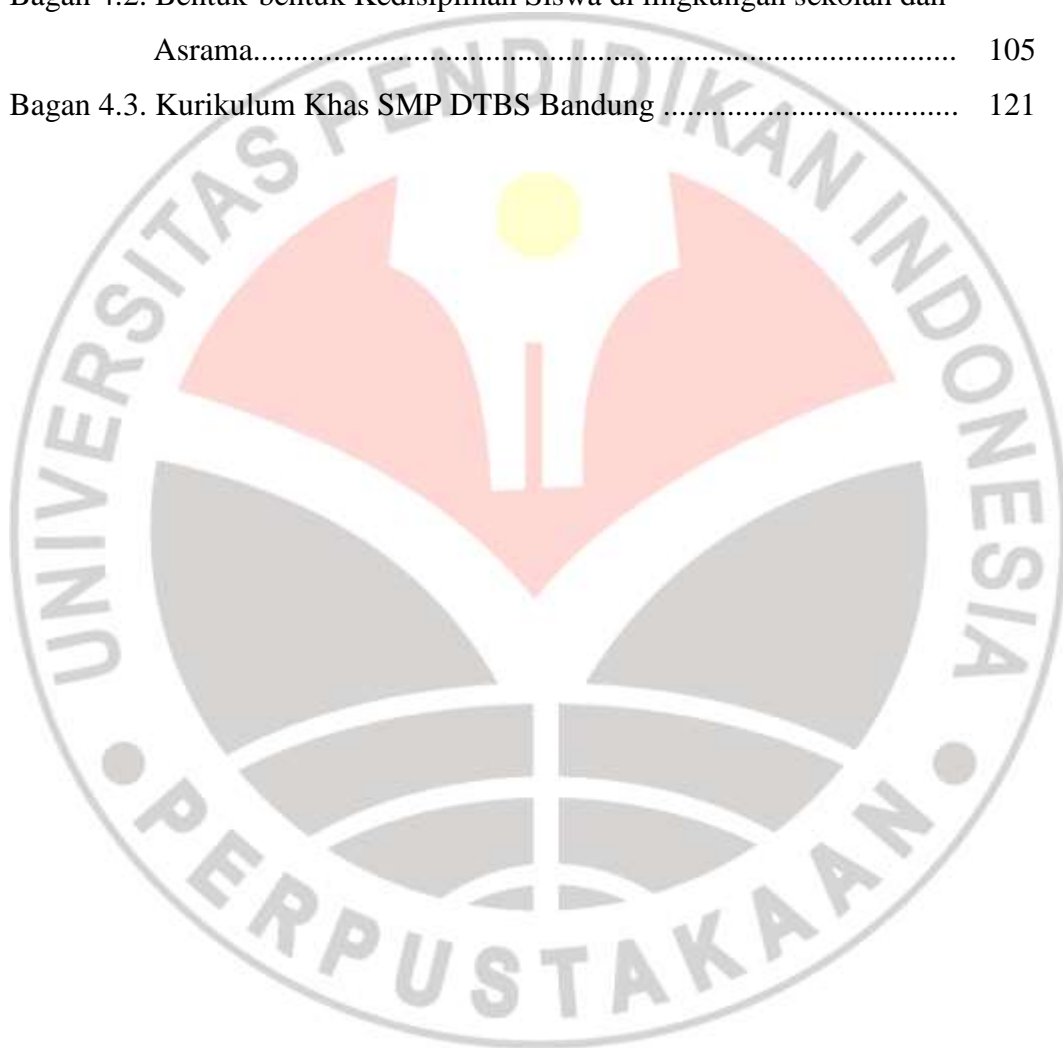 Bagan 4.2. Bentuk-bentuk Kedisiplinan Siswa di lingkungan sekolah dan
Asrama....................................................................................... 105
Bagan 4.3. Kurikulum Khas SMP DTBS Bandung .................................... 121
UNIVERSITAS PENDIDIKAN INDONESIA
PERPUSTAKAAN